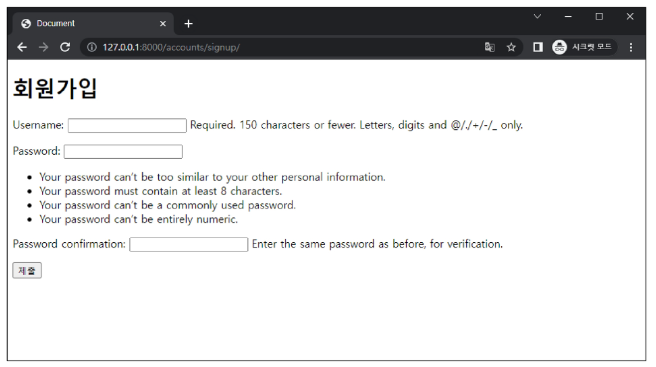 Document
127.0.0.1:8000/accounts/signup/
시크릿 모드
회원가입
Username: Required. 150 characters or fewer. Letters, digits and @/./+/-/_ only.
Password:
Your password can't be too similar to your other personal information.
Your password must contain at least 8 characters.
Your password can't be a commonly used password.
Your password can't be entirely numeric.
Password confirmation: Enter the same password as before, for verification.
제출